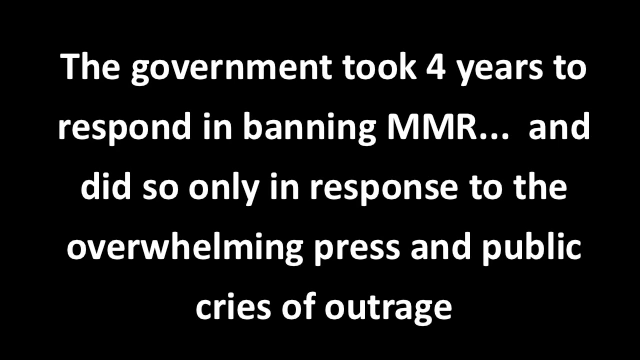 The government took 4 years to
respond in banning MMR...  and
did so only in response to the
overwhelming press and public
cries of outrage